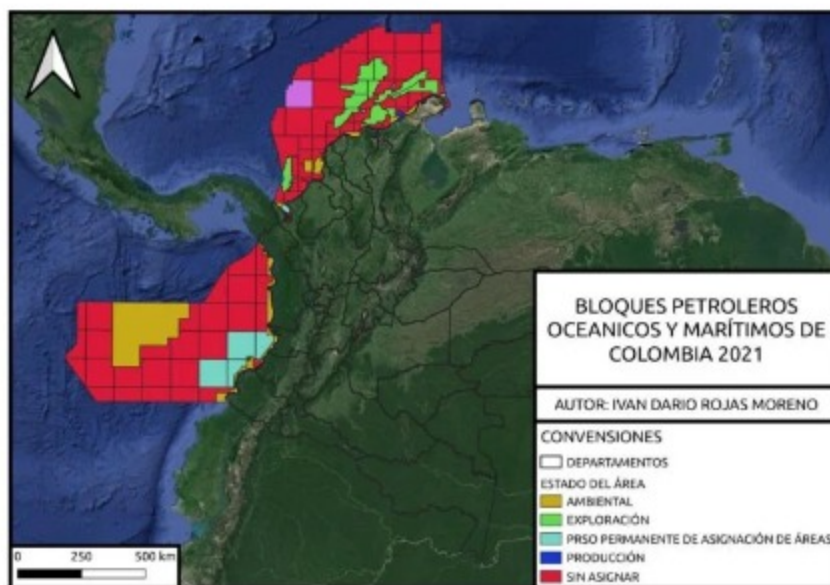 BLOQUES PETROLEROS
OCEANICOS Y MARÍTIMOS DE
COLOMBIA 2021
AUTOR: IVAN DARIO ROJAS MORENO
CONVENSIONES
DEPARTAMENTOS
ESTADO DEL ÁREA
AMBIENTAL
EXPLORACIÓN
PRSO PERMANENTE DE ASIGNACIÓN DE ÁREAS
PRODUCCIÓN
SIN ASIGNAR
0 250 500 km